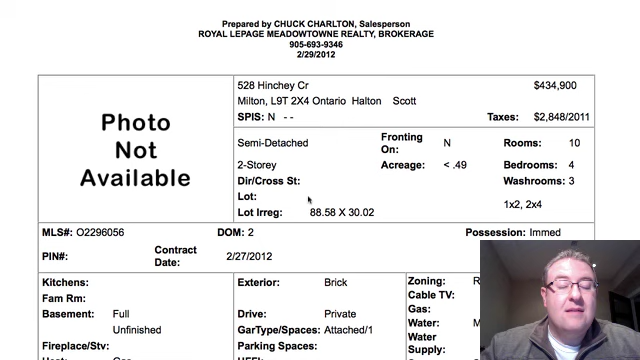 Prepared by CHUCK CHARLTON, Salesperson
ROYAL LEPAGE MEADOWTOWNE REALTY, BROKERAGE
905-693-9346
2/29/2012
Photo
Not
Available
528 Hinchey Cr $434,900
Milton, L9T 2X4 Ontario Halton Scott
SPIS: N - - Taxes: $2,848/2011
Semi-Detached Fronting On: N Rooms: 10
2-Storey Acreage: < .49 Bedrooms: 4
Dir/Cross St: Washrooms: 3
Lot: 1x2, 2x4
Lot Irreg: 88.58 X 30.02
MLS#: O2296056 DOM: 2 Possession: Immed
PIN#: Contract Date: 2/27/2012
Kitchens: Exterior: Brick Zoning: R
Fam Rm: Cable TV:
Basement: Full Drive: Private Gas:
Unfinished GarType/Spaces: Attached/1 Water: M
Fireplace/Stv: Parking Spaces: Water Supply: